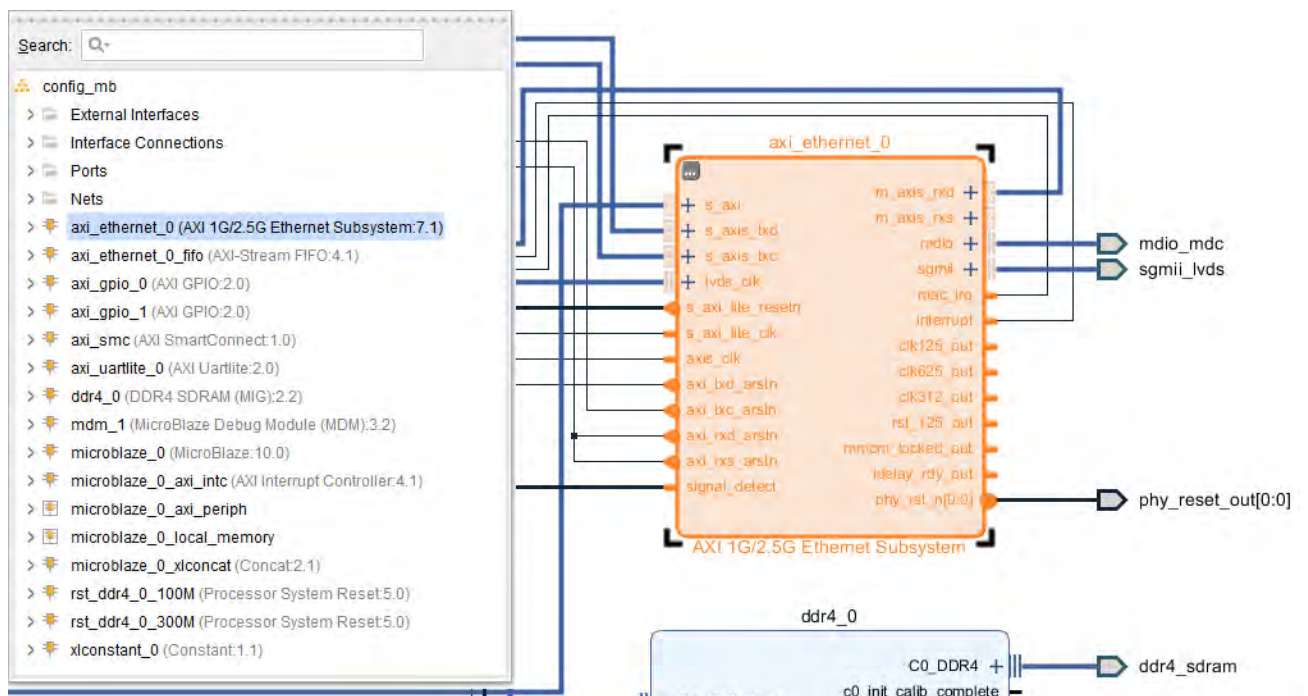 Search:
config_mb
External Interfaces
Interface Connections
Ports
Nets
axi_ethernet_0 (AXI 1G/2.5G Ethernet Subsystem:7.1)
axi_ethernet_0_fifo (AXI-Stream FIFO:4.1)
axi_gpio_0 (AXI GPIO:2.0)
axi_gpio_1 (AXI GPIO:2.0)
axi_smc (AXI SmartConnect:1.0)
axi_uartlite_0 (AXI Uartlite:2.0)
ddr4_0 (DDR4 SDRAM (MIG):2.2)
mdm_1 (MicroBlaze Debug Module (MDM):3.2)
microblaze_0 (MicroBlaze:10.0)
microblaze_0_axi_intc (AXI Interrupt Controller:4.1)
microblaze_0_axi_periph
microblaze_0_local_memory
microblaze_0_xlconcat (Concat:2.1)
rst_ddr4_0_100M (Processor System Reset:5.0)
rst_ddr4_0_300M (Processor System Reset:5.0)
xlconstant_0 (Constant:1.1)
axi_ethernet_0
s_axi
s_axis_txd
s_axis_txc
lvds_clk
s_axi_lite_resetn
s_axi_lite_clk
axis_clk
axi_txd_arstn
axi_txc_arstn
axi_rxd_arstn
axi_rxs_arstn
signal_detect
m_axis_rxd
m_axis_rxs
mdio
sgmii
mac_irq
interrupt
clk125_out
clk625_out
clk312_out
rst_125_out
mmcm_locked_out
idelay_rdy_out
phy_rst_n[0:0]
AXI 1G/2.5G Ethernet Subsystem
mdio_mdc
sgmii_lvds
phy_reset_out[0:0]
ddr4_0
C0_DDR4
c0_init_calib_complete
ddr4_sdram